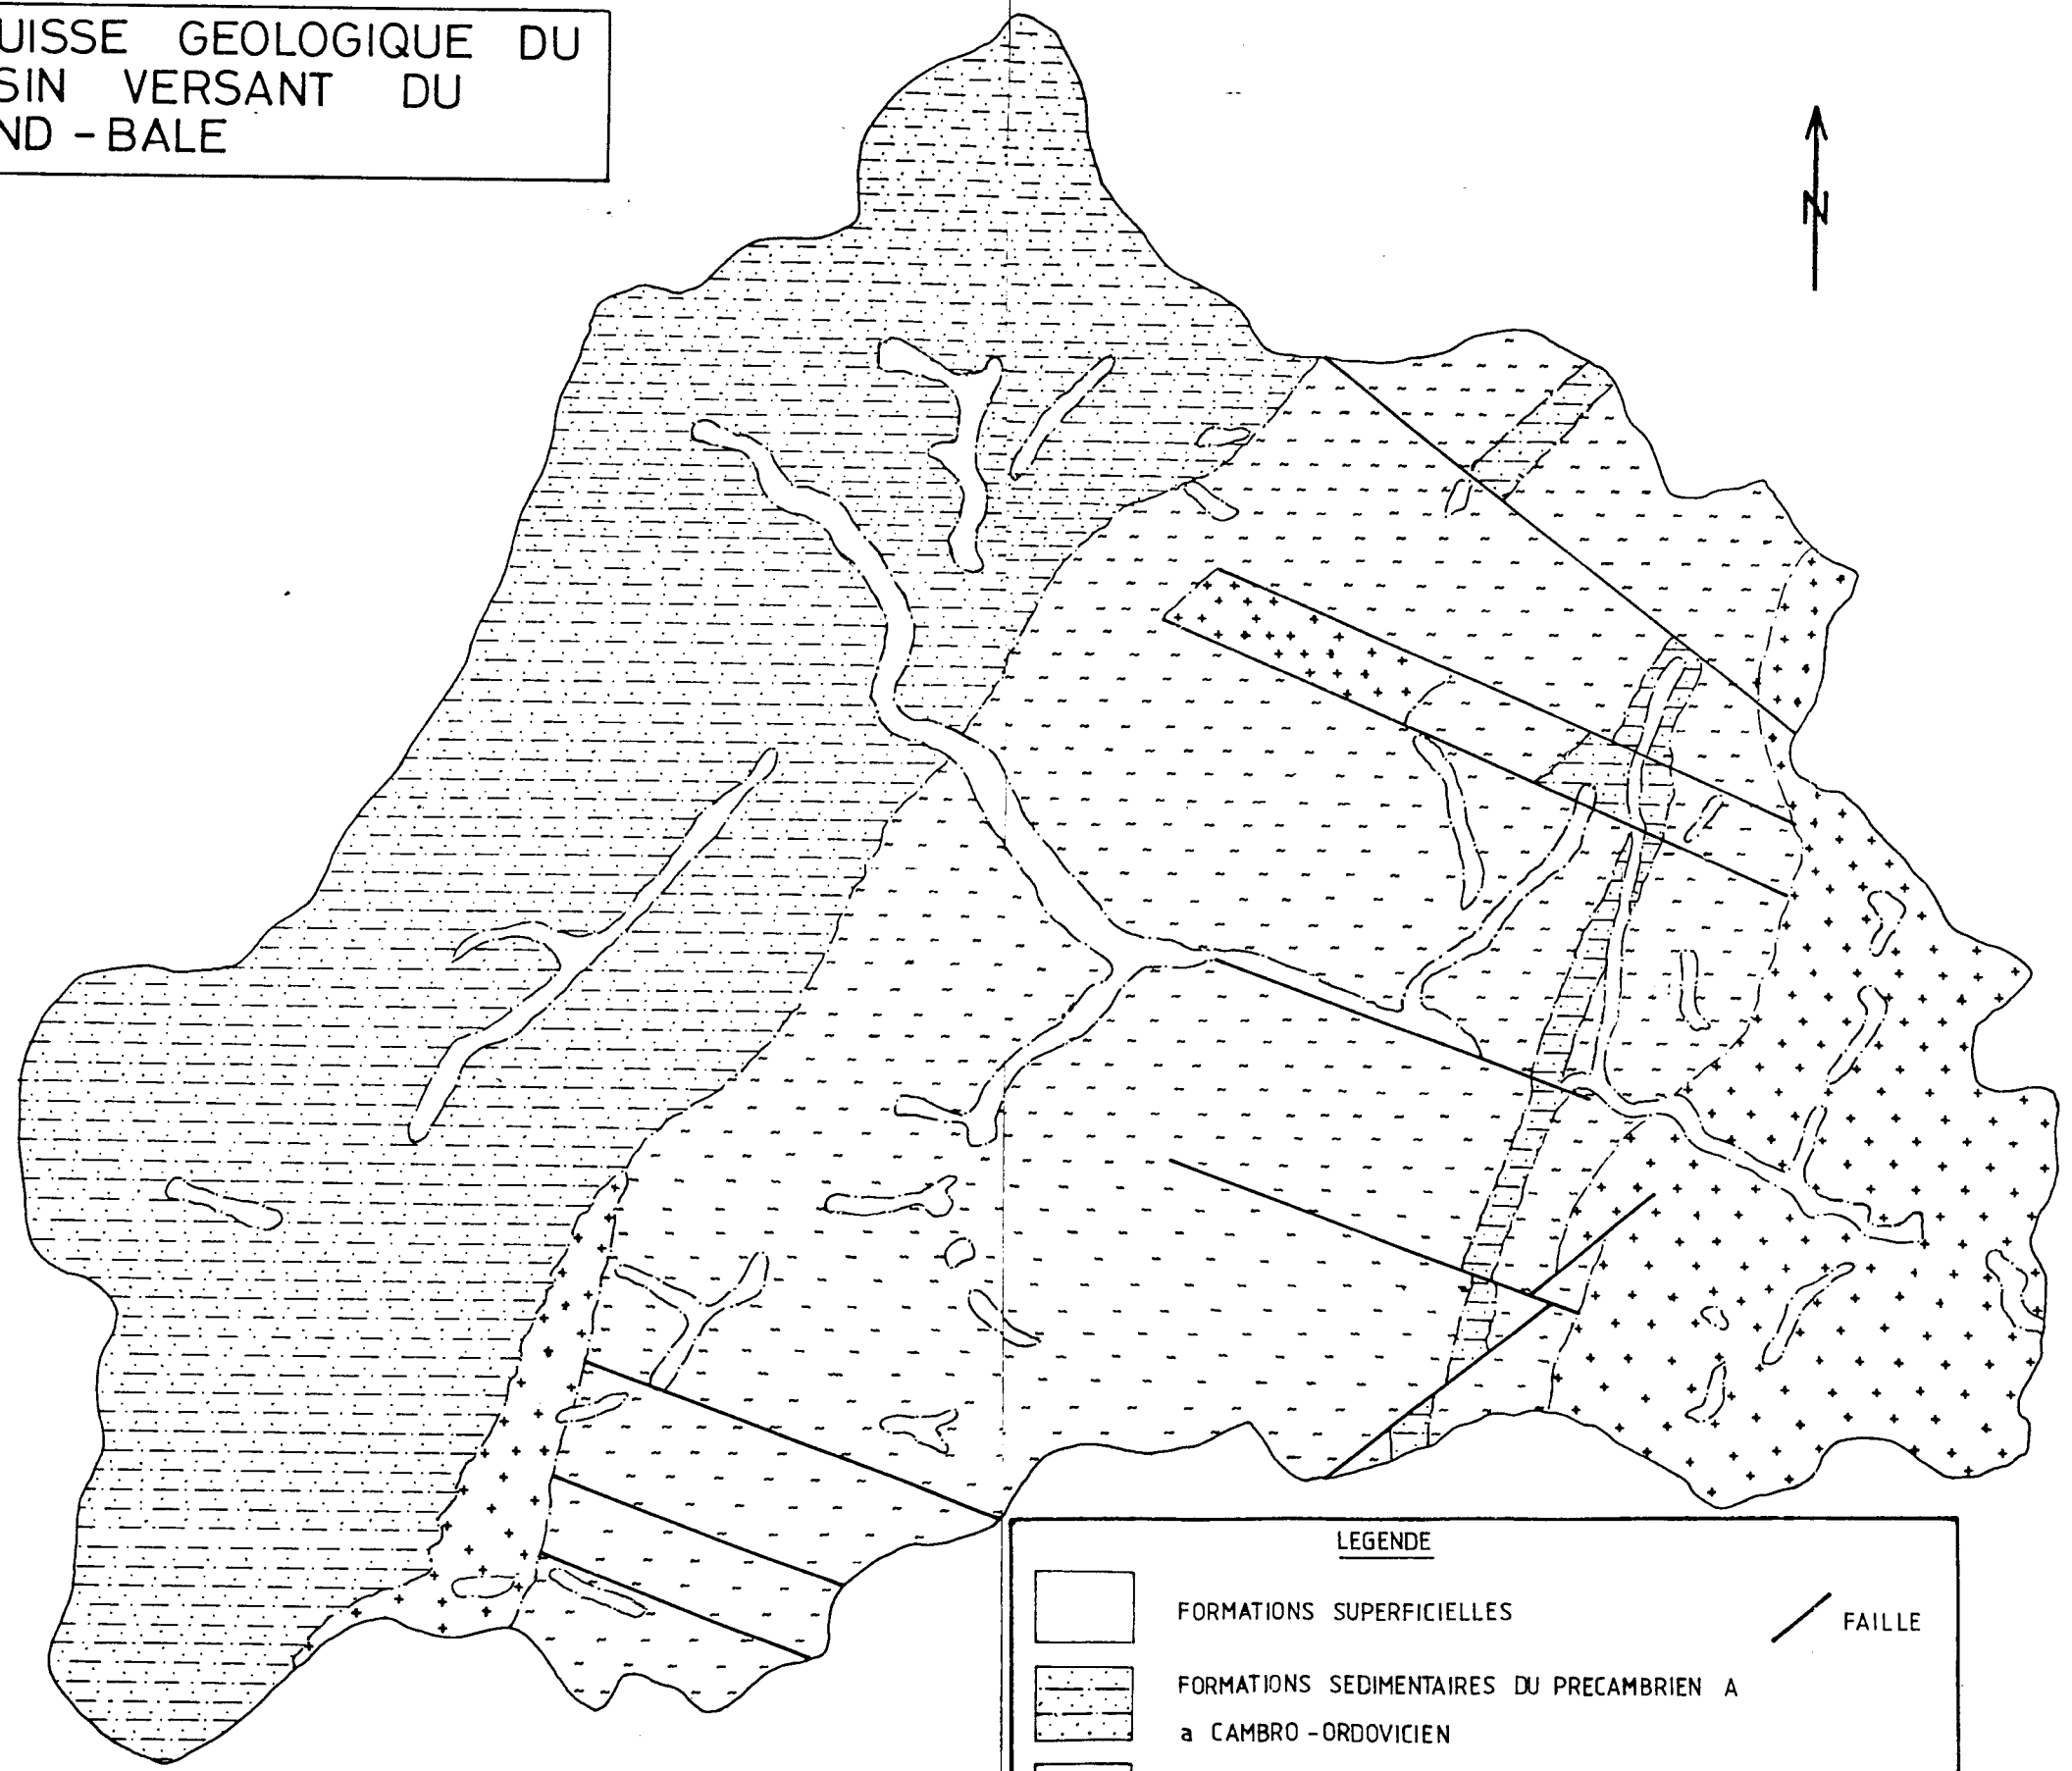 UISSE GEOLOGIQUE DU
SIN VERSANT DU
ND - BALE
N
LEGENDE
FORMATIONS SUPERFICIELLES
FAILLE
FORMATIONS SEDIMENTAIRES DU PRECAMBRIEN A
a CAMBRO - ORDOVICIEN